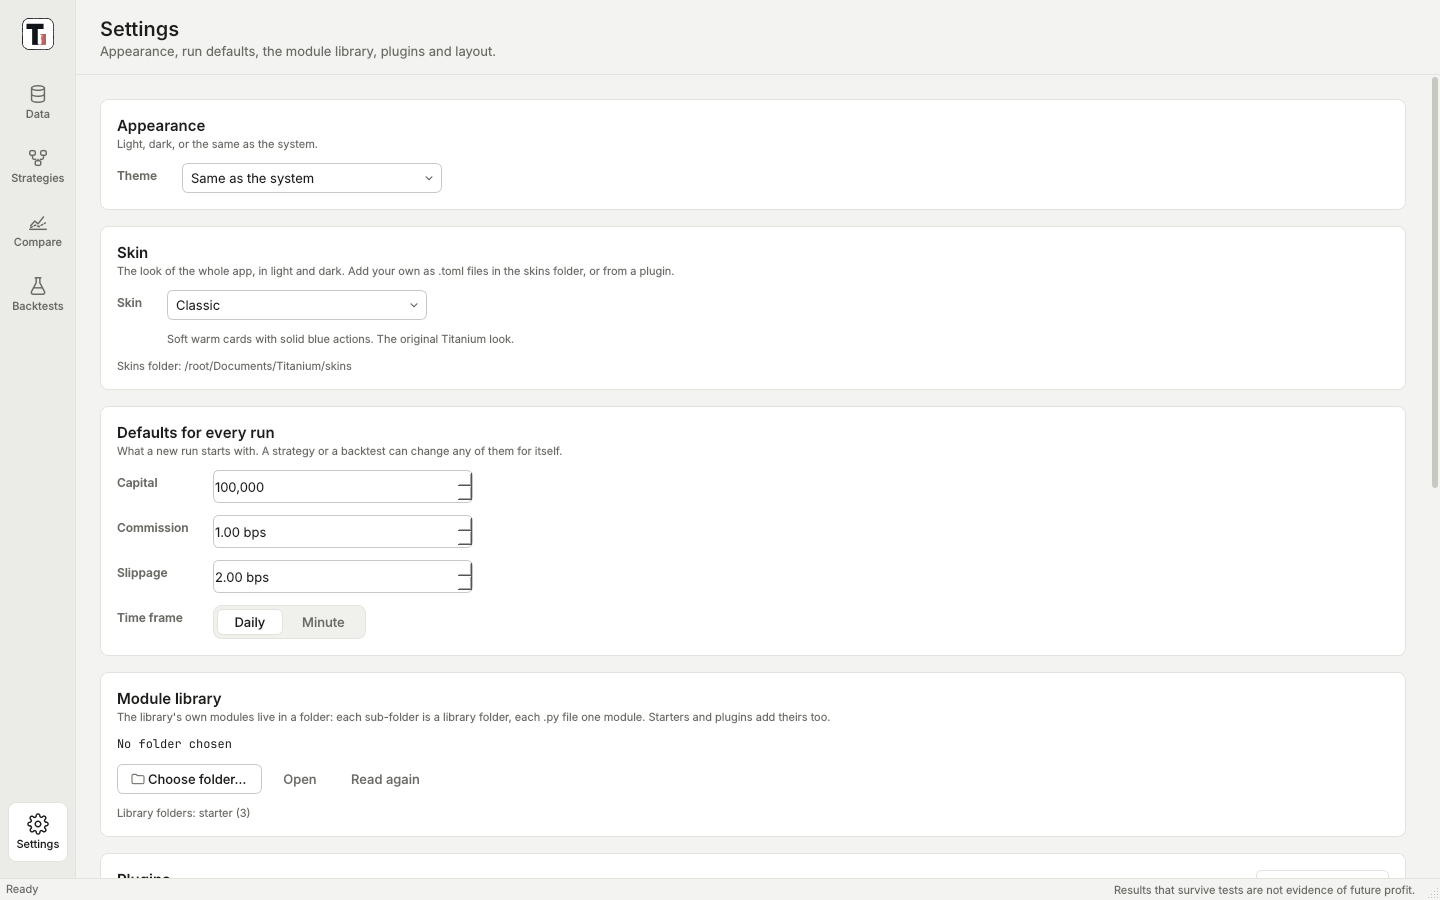 Ti
Settings
Appearance, run defaults, the module library, plugins and layout.
Data
Strategies
Compare
Backtests
Settings
Appearance
Light, dark, or the same as the system.
Theme
Same as the system
Skin
The look of the whole app, in light and dark. Add your own as .toml files in the skins folder, or from a plugin.
Skin
Classic
Soft warm cards with solid blue actions. The original Titanium look.
Skins folder: /root/Documents/Titanium/skins
Defaults for every run
What a new run starts with. A strategy or a backtest can change any of them for itself.
Capital
100,000
Commission
1.00 bps
Slippage
2.00 bps
Time frame
Daily
Minute
Module library
The library's own modules live in a folder: each sub-folder is a library folder, each .py file one module. Starters and plugins add theirs too.
No folder chosen
Choose folder...
Open
Read again
Library folders: starter (3)
Plugins
Ready
Results that survive tests are not evidence of future profit.